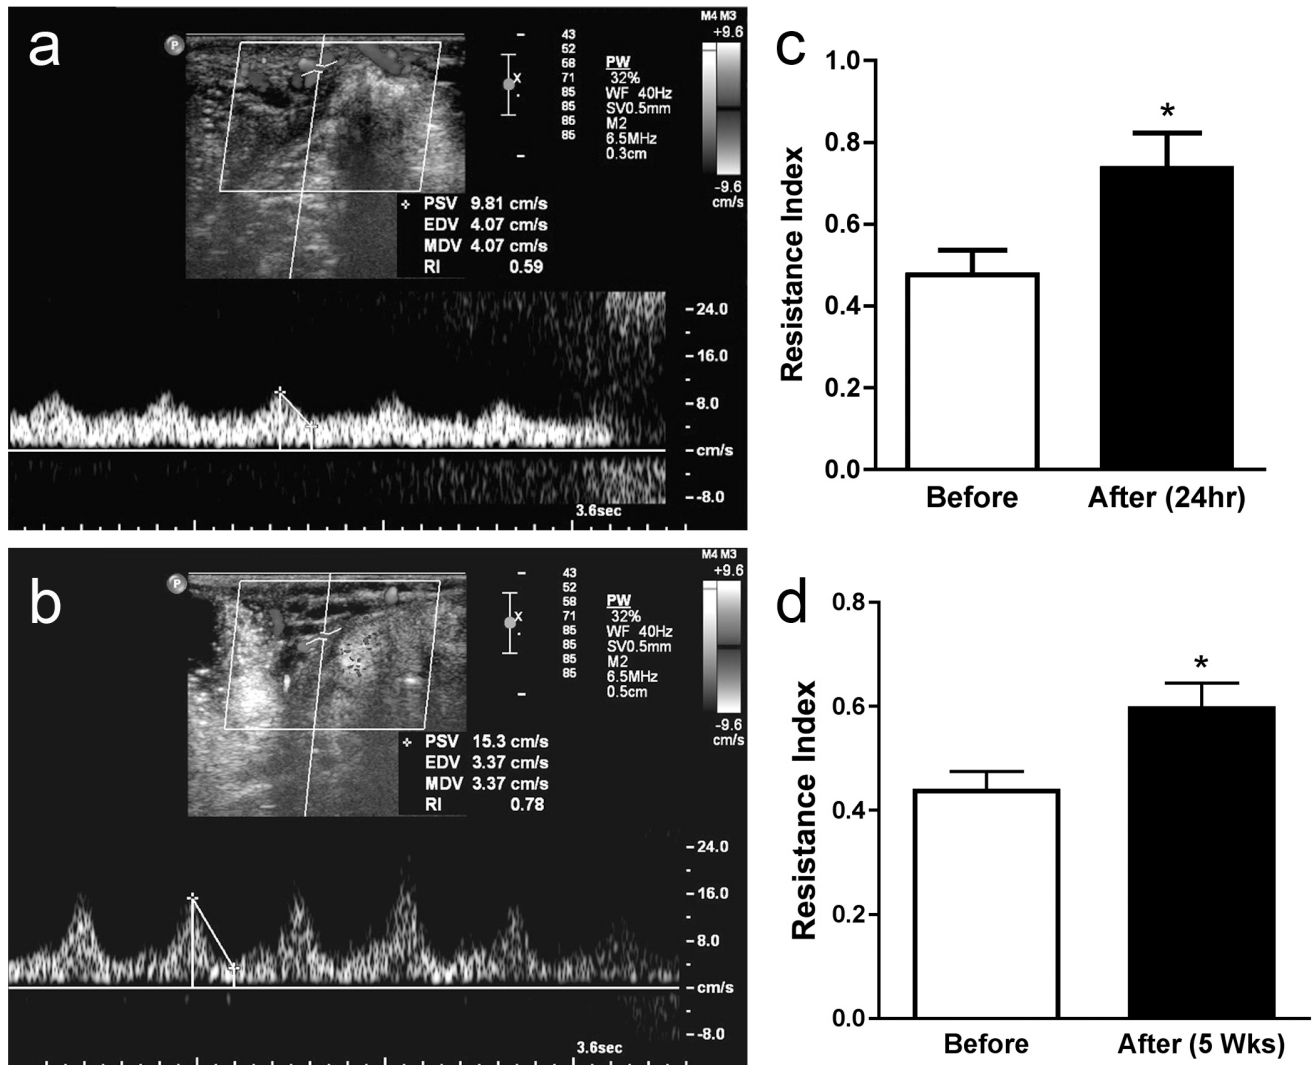 a
P
M4 M3
+9.6
-9.6
cm/s
43
52
58
71
85
85
85
85
X
PW
32%
WF 40Hz
SV0.5mm
M2
6.5MHz
0.3cm
PSV 9.81 cm/s
EDV 4.07 cm/s
MDV 4.07 cm/s
RI 0.59
24.0
16.0
8.0
cm/s
-8.0
3.6sec
b
P
M4 M3
+9.6
-9.6
cm/s
43
52
58
71
85
85
85
85
X
PW
32%
WF 40Hz
SV0.5mm
M2
6.5MHz
0.5cm
PSV 15.3 cm/s
EDV 3.37 cm/s
MDV 3.37 cm/s
RI 0.78
24.0
16.0
8.0
cm/s
-8.0
3.6sec
c
Resistance Index
1.0
0.8
0.6
0.4
0.2
0.0
*
Before
After (24hr)
d
Resistance Index
0.8
0.6
0.4
0.2
0.0
*
Before
After (5 Wks)